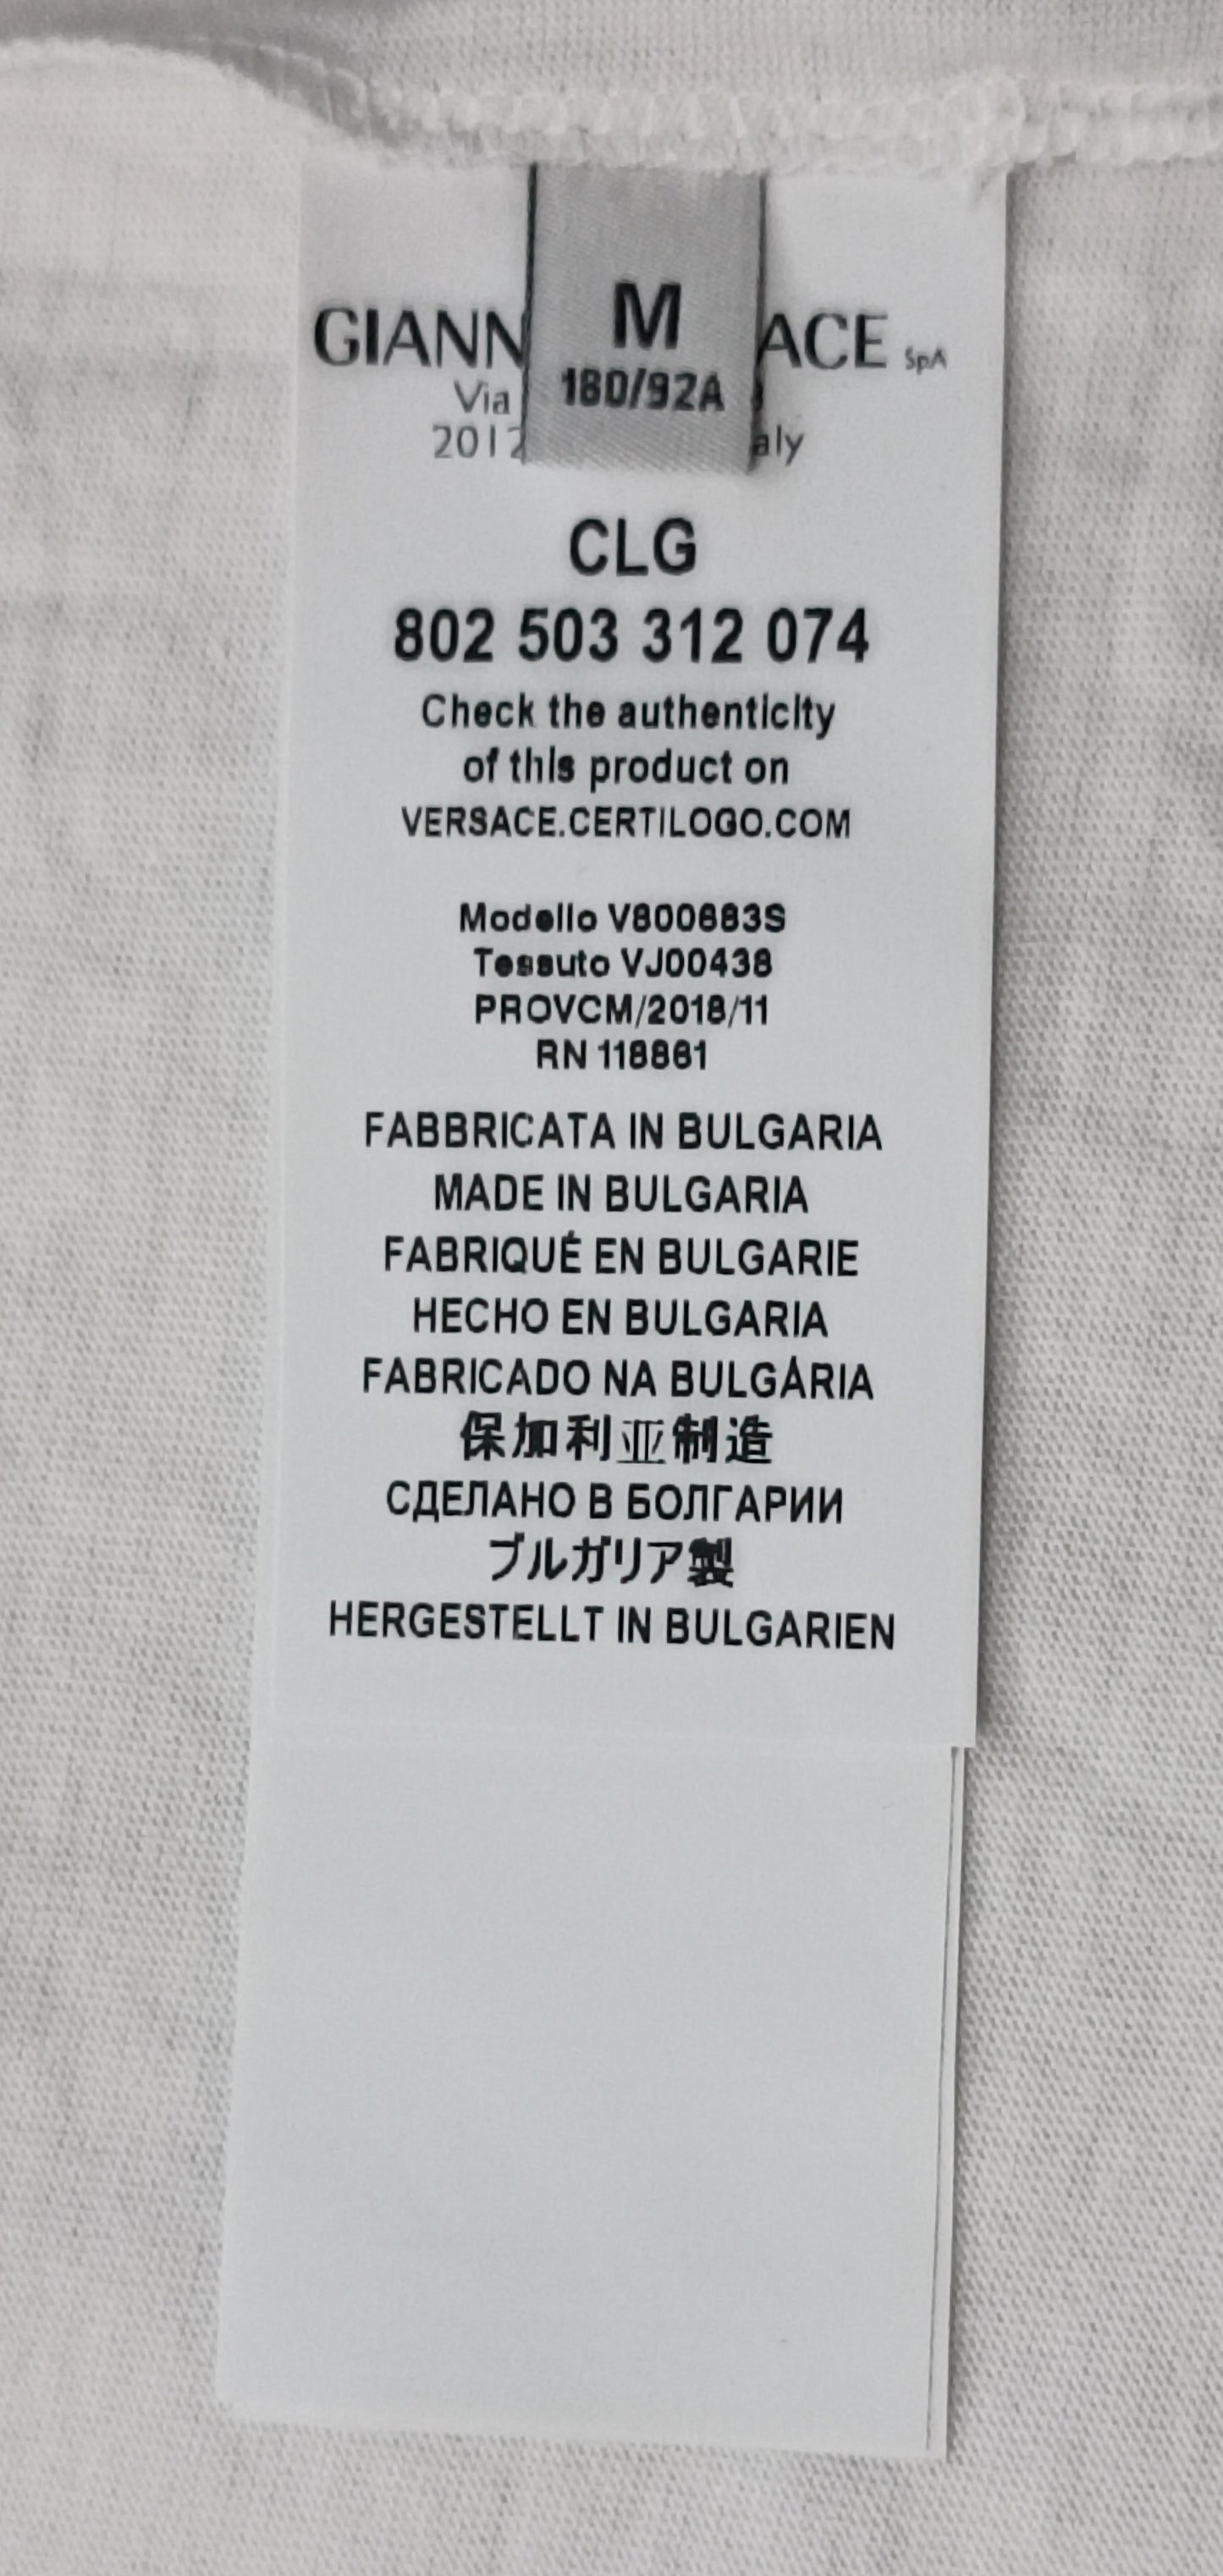 GIANN ACE SpA
M
180/92A
Via
2012 aly
CLG
802 503 312 074
Check the authenticity
of this product on
VERSACE.CERTILOGO.COM
Modello V800683S
Tessuto VJ00438
PROVCM/2018/11
RN 118861
FABBRICATA IN BULGARIA
MADE IN BULGARIA
FABRIQUÉ EN BULGARIE
HECHO EN BULGARIA
FABRICADO NA BULGÁRIA
保加利亚制造
СДЕЛАНО В БОЛГАРИИ
ブルガリア製
HERGESTELLT IN BULGARIEN